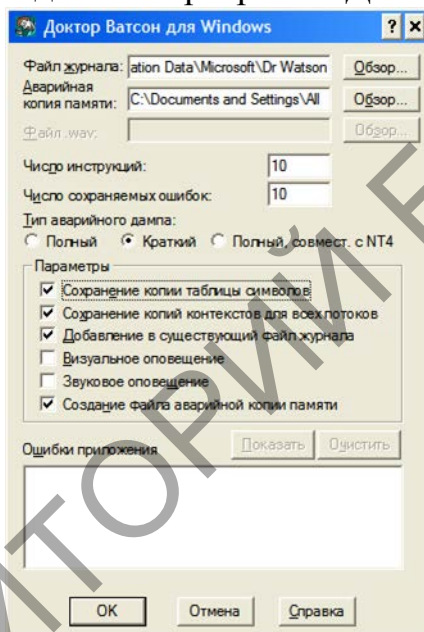 Доктор Ватсон для Windows
Файл журнала: ation Data\Microsoft\Dr Watson Обзор...
Аварийная копия памяти: C:\Documents and Settings\All Обзор...
Файл .wav: Обзор...
Число инструкций: 10
Число сохраняемых ошибок: 10
Тип аварийного дампа:
Полный Краткий Полный, совмест. с NT4
Параметры
Сохранение копии таблицы символов
Сохранение копий контекстов для всех потоков
Добавление в существующий файл журнала
Визуальное оповещение
Звуковое оповещение
Создание файла аварийной копии памяти
Ошибки приложения Показать Очистить
OK Отмена Справка